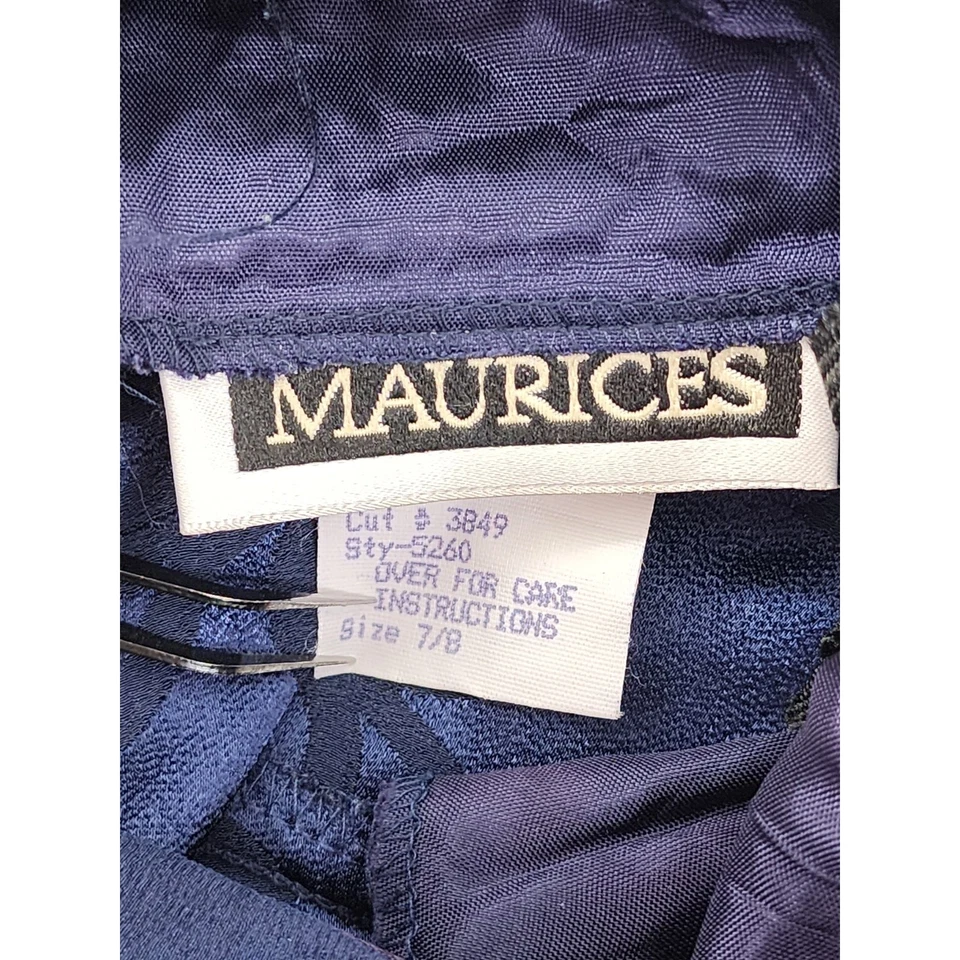 MAURICES
Cut # 3849
Sty-5260
OVER FOR CARE
INSTRUCTIONS
Size 7/8